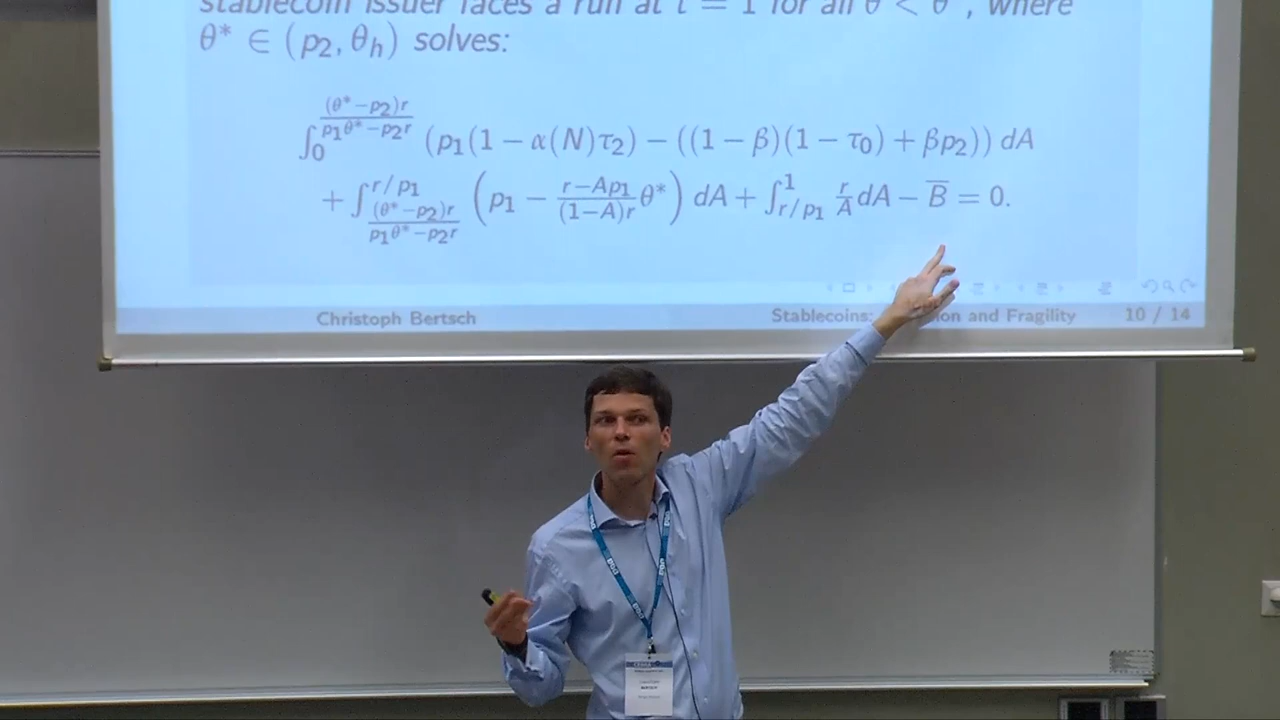 stablecoin issuer faces a run at t = 1 for all θ < θ*, where
θ* ∈ (p₂, θₕ) solves:
∫₀^{(θ*−p₂)r / p₁θ*−p₂r} (p₁(1 − α(N)τ₂) − ((1 − β)(1 − τ₀) + βp₂)) dA
+ ∫_{(θ*−p₂)r / p₁θ*−p₂r}^{r/p₁} (p₁ − (r−Ap₁)/((1−A)r) θ*) dA + ∫_{r/p₁}^{1} r/A dA − B̅ = 0.
Christoph Bertsch Stablecoins: and Fragility 10 / 14
BERTSCH